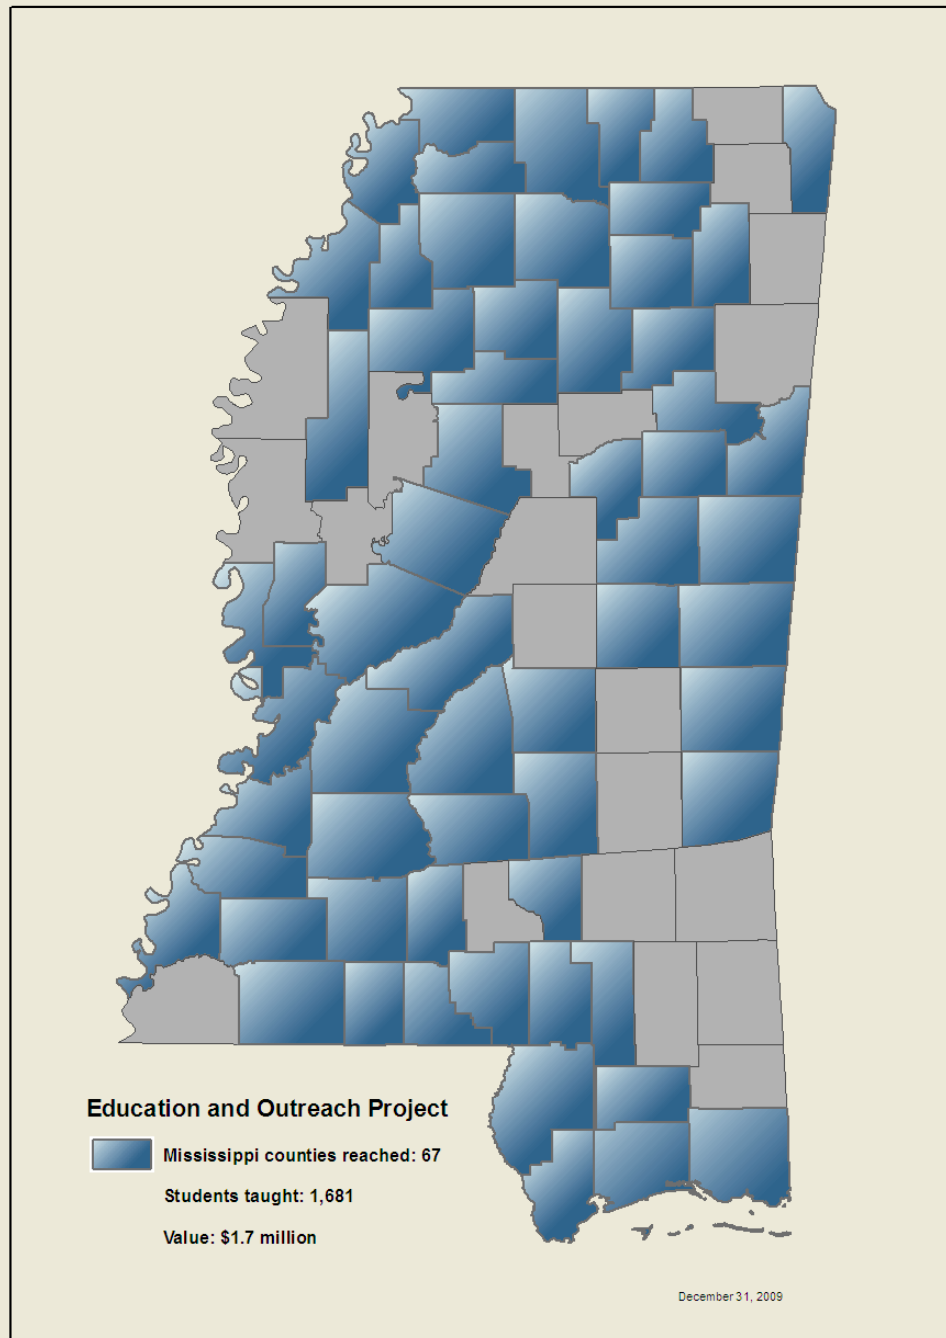 Education and Outreach Project
Mississippi counties reached: 67
Students taught: 1,681
Value: $1.7 million
December 31, 2009